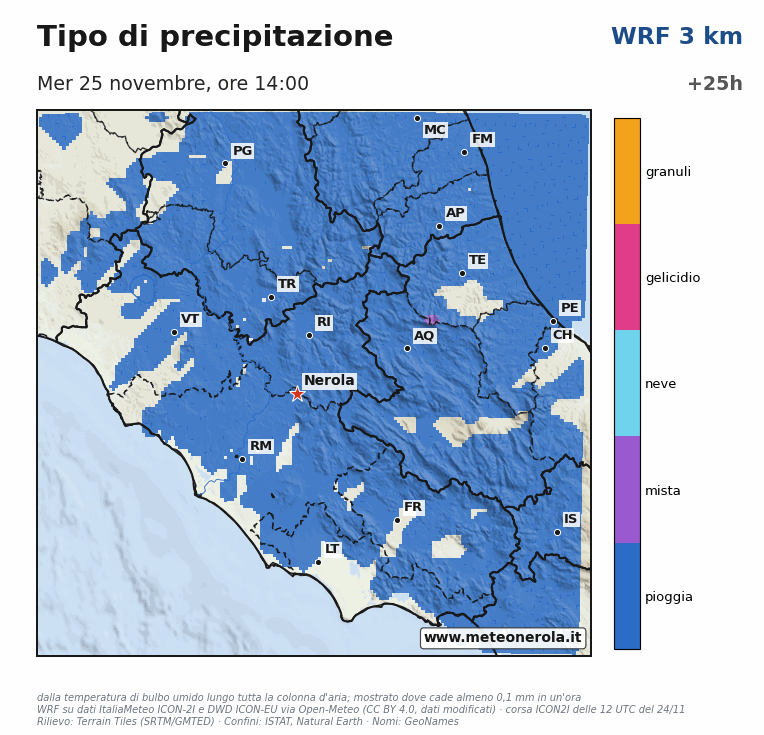 Tipo di precipitazione
WRF 3 km
Mer 25 novembre, ore 14:00
+25h
MC
FM
PG
AP
TE
TR
PE
VT
RI
AQ
CH
Nerola
RM
FR
IS
LT
www.meteonerola.it
granuli
gelicidio
neve
mista
pioggia
dalla temperatura di bulbo umido lungo tutta la colonna d'aria; mostrato dove cade almeno 0,1 mm in un'ora
WRF su dati ItaliaMeteo ICON-2I e DWD ICON-EU via Open-Meteo (CC BY 4.0, dati modificati) · corsa ICON2I delle 12 UTC del 24/11
Rilievo: Terrain Tiles (SRTM/GMTED) · Confini: ISTAT, Natural Earth · Nomi: GeoNames